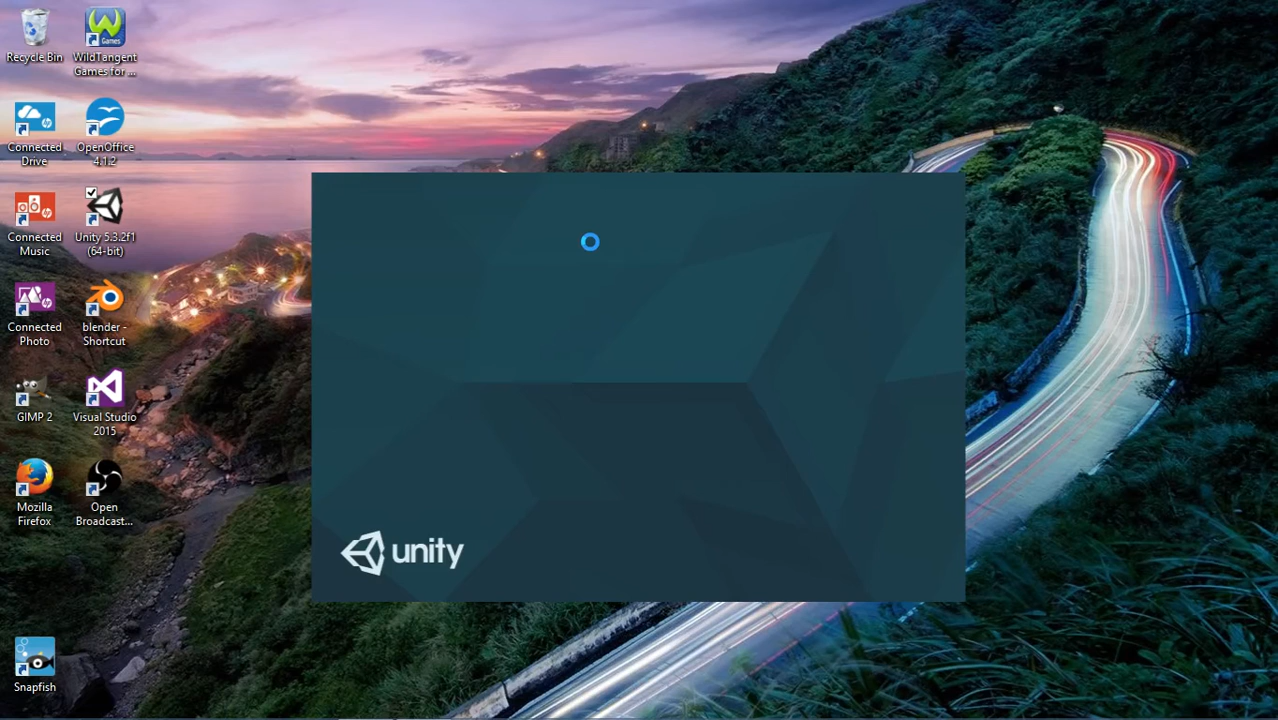 Recycle Bin
WildTangent
Games for ...
Games
Connected
Drive
OpenOffice
4.1.2
Connected
Music
Unity 5.3.2f1
(64-bit)
Connected
Photo
blender -
Shortcut
GIMP 2
Visual Studio
2015
Mozilla
Firefox
Open
Broadcast...
Snapfish
unity